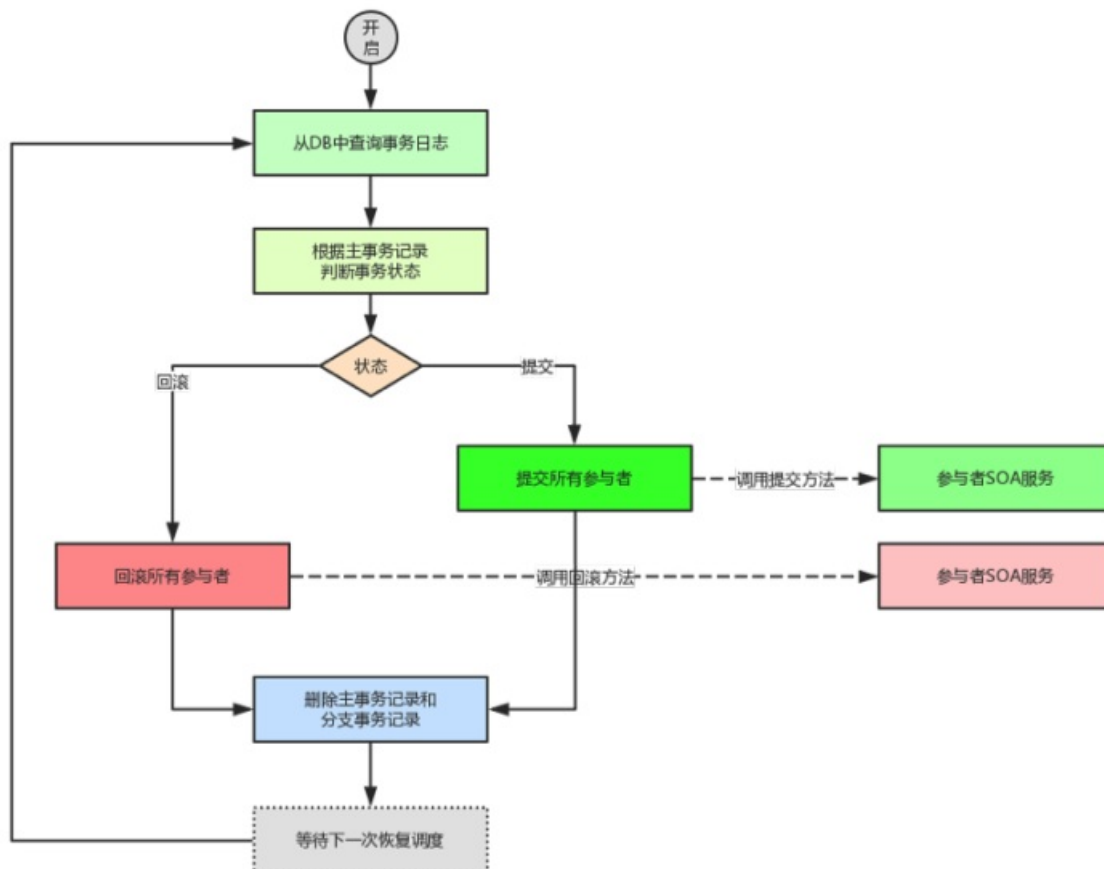 开
启
从DB中查询事务日志
根据主事务记录
判断事务状态
状态
回滚
提交
提交所有参与者
调用提交方法
参与者SOA服务
回滚所有参与者
调用回滚方法
参与者SOA服务
删除主事务记录和
分支事务记录
等待下一次恢复调度